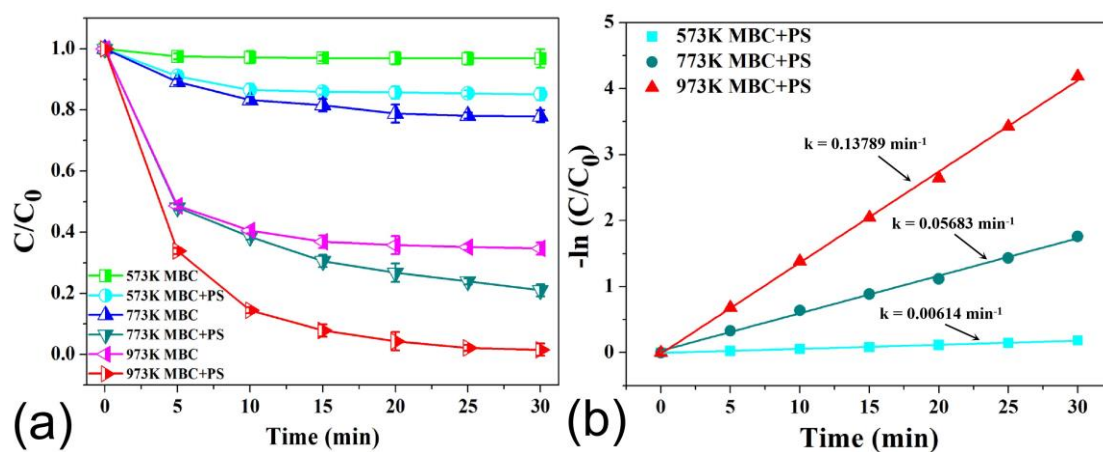 1.0
0.8
0.6
0.4
0.2
0.0
C/C0
573K MBC
573K MBC+PS
773K MBC
773K MBC+PS
973K MBC
973K MBC+PS
0 5 10 15 20 25 30
Time (min)
(a)
5
4
3
2
1
0
-ln (C/C0)
573K MBC+PS
773K MBC+PS
973K MBC+PS
k = 0.13789 min-1
k = 0.05683 min-1
k = 0.00614 min-1
0 5 10 15 20 25 30
Time (min)
(b)